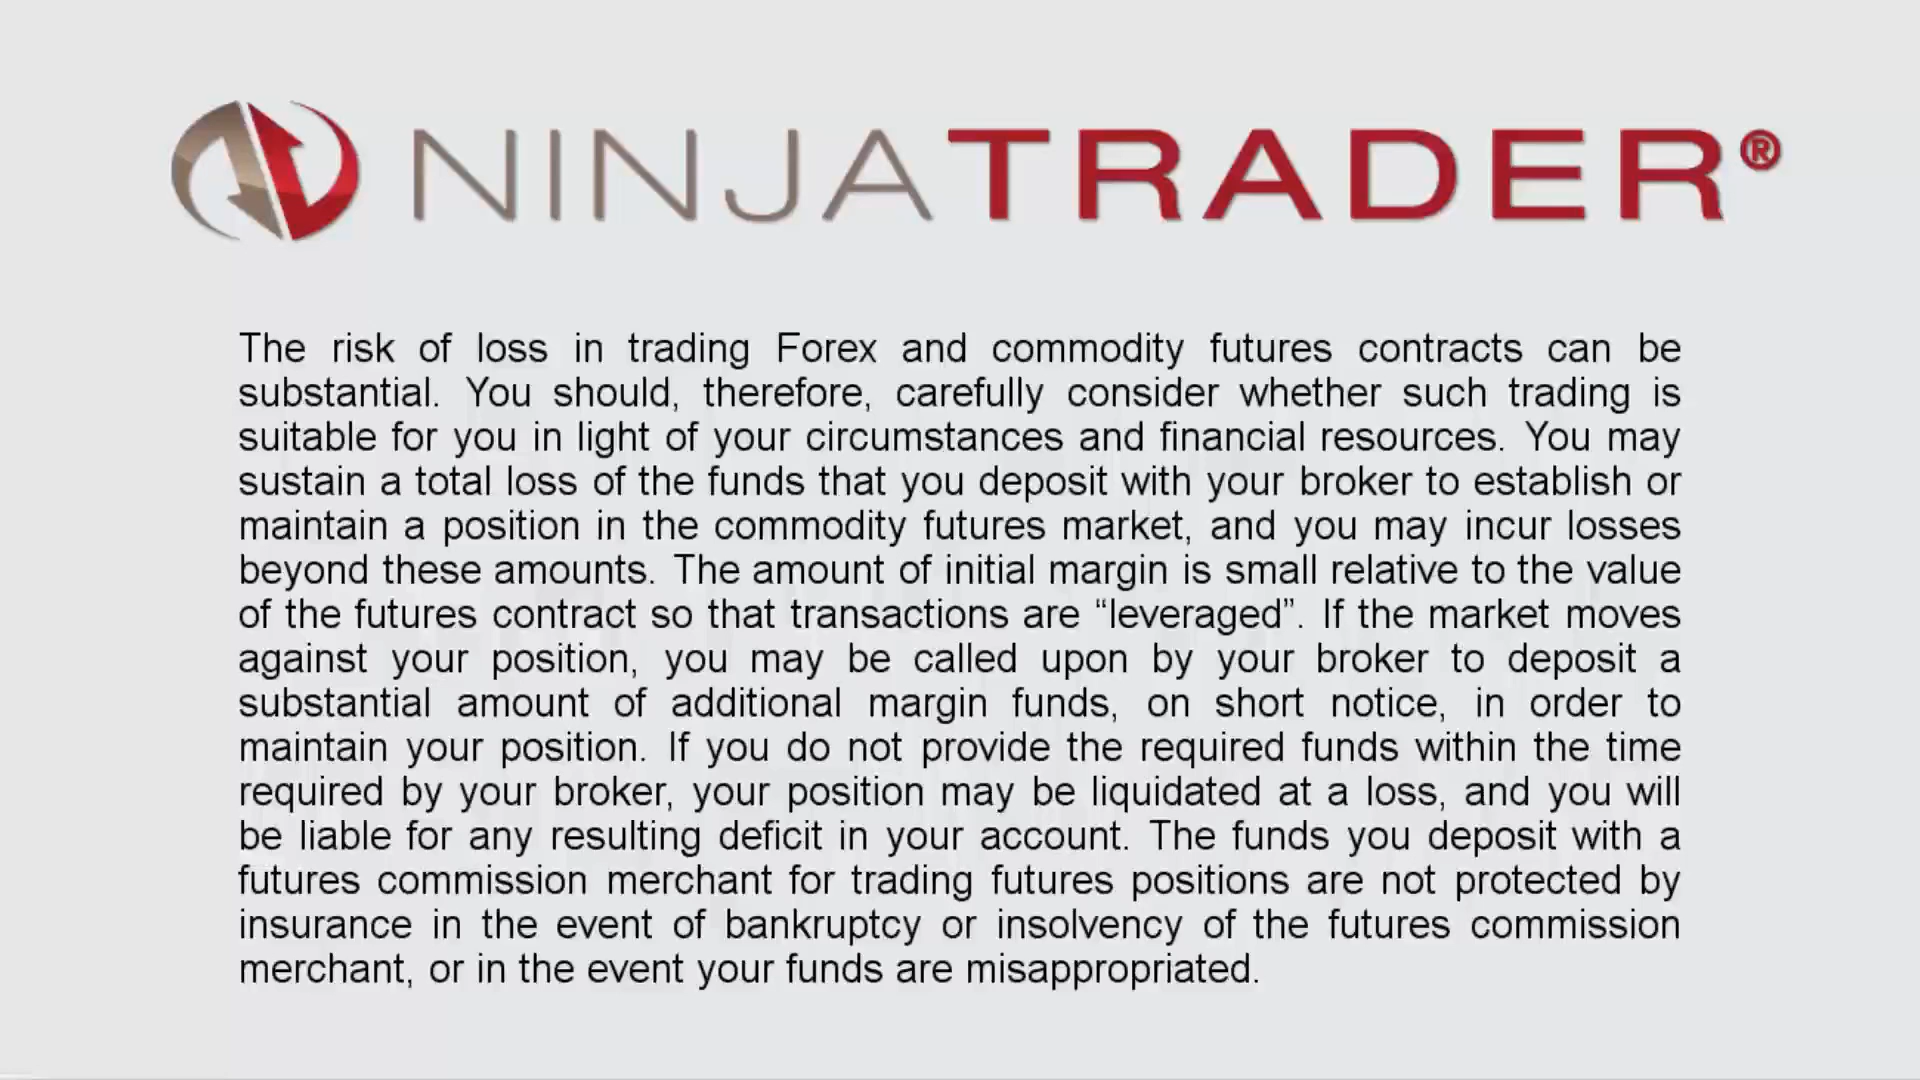 NINJATRADER®
The risk of loss in trading Forex and commodity futures contracts can be
substantial. You should, therefore, carefully consider whether such trading is
suitable for you in light of your circumstances and financial resources. You may
sustain a total loss of the funds that you deposit with your broker to establish or
maintain a position in the commodity futures market, and you may incur losses
beyond these amounts. The amount of initial margin is small relative to the value
of the futures contract so that transactions are “leveraged”. If the market moves
against your position, you may be called upon by your broker to deposit a
substantial amount of additional margin funds, on short notice, in order to
maintain your position. If you do not provide the required funds within the time
required by your broker, your position may be liquidated at a loss, and you will
be liable for any resulting deficit in your account. The funds you deposit with a
futures commission merchant for trading futures positions are not protected by
insurance in the event of bankruptcy or insolvency of the futures commission
merchant, or in the event your funds are misappropriated.